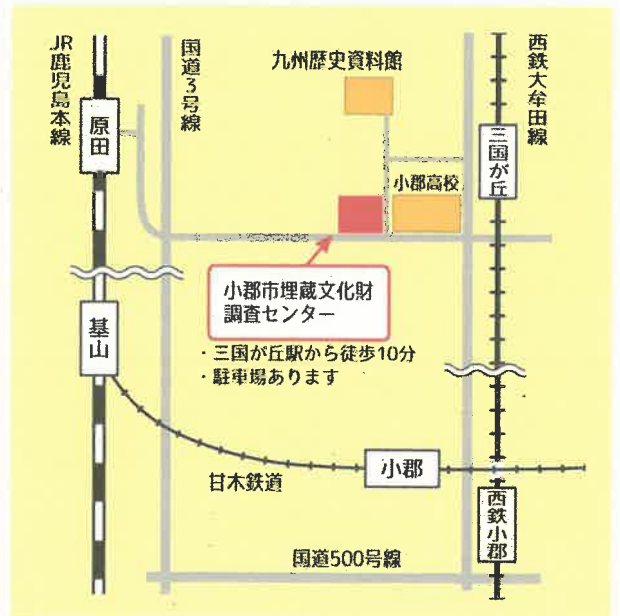 JR鹿児島本線
国道3号線
九州歴史資料館
西鉄大牟田線
原田
三国が丘
小郡高校
小郡市埋蔵文化財
調査センター
・三国が丘駅から徒歩10分
・駐車場あります
基山
甘木鉄道
小郡
西鉄小郡
国道500号線